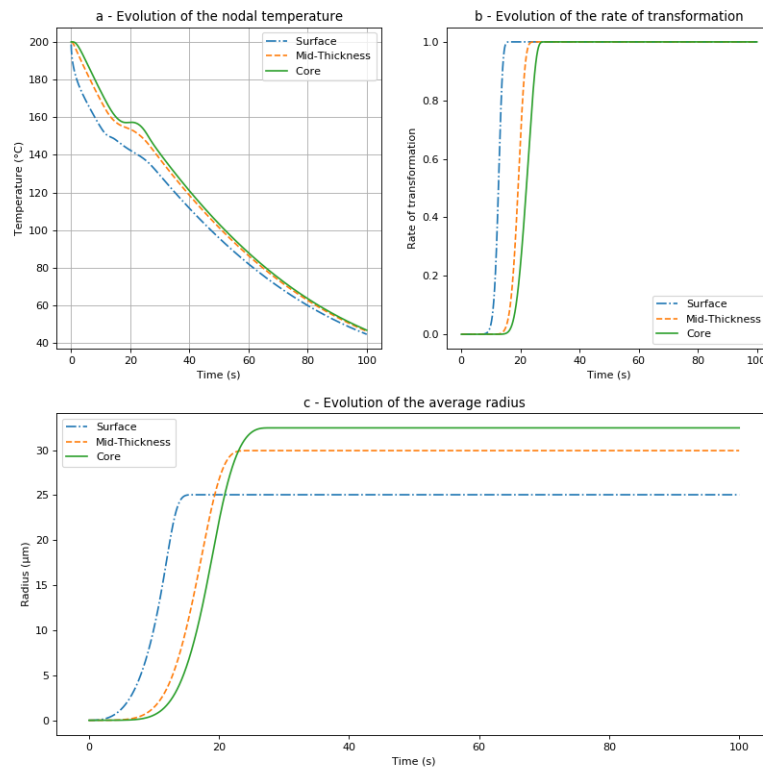 a - Evolution of the nodal temperature
200
180
160
140
120
100
80
60
40
Temperature (°C)
0
20
40
60
80
100
Time (s)
Surface
Mid-Thickness
Core
b - Evolution of the rate of transformation
1.0
0.8
0.6
0.4
0.2
0.0
Rate of transformation
0
20
40
60
80
100
Time (s)
Surface
Mid-Thickness
Core
c - Evolution of the average radius
30
25
20
15
10
5
0
Radius (μm)
0
20
40
60
80
100
Time (s)
Surface
Mid-Thickness
Core